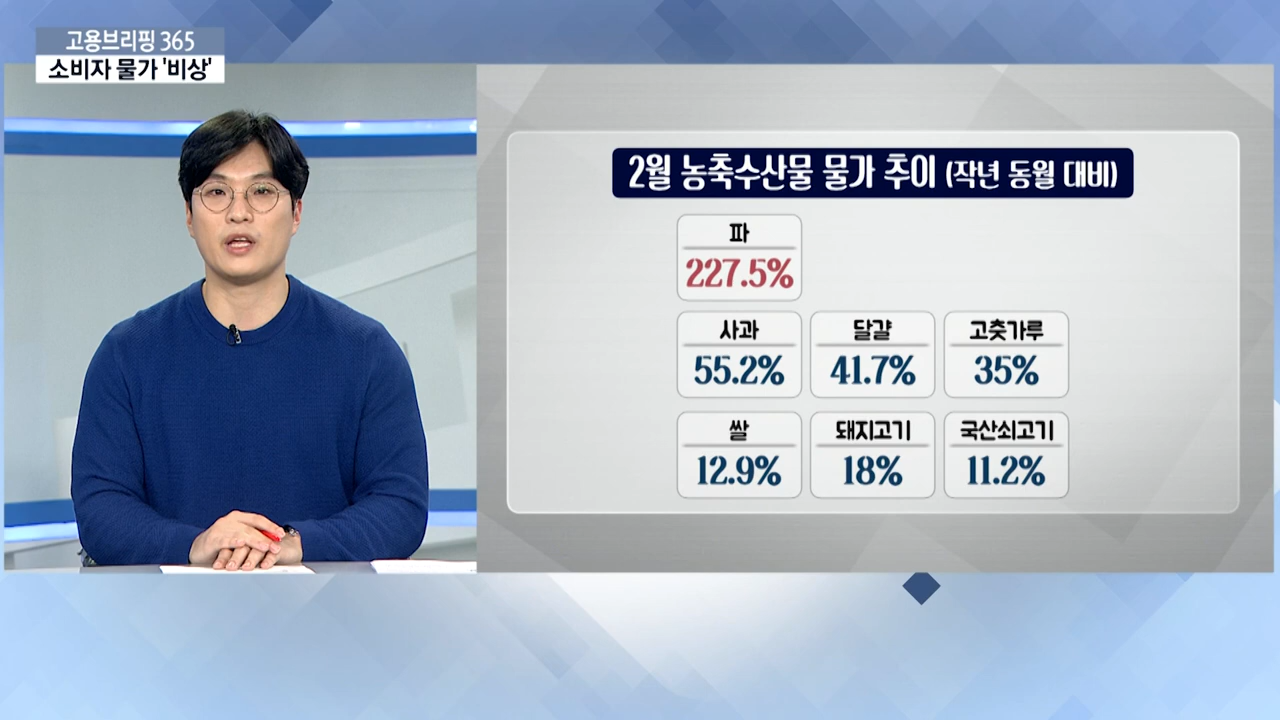 고용브리핑 365
소비자 물가 '비상'
2월 농축수산물 물가 추이 (작년 동월 대비)
파
227.5%
사과
55.2%
달걀
41.7%
고춧가루
35%
쌀
12.9%
돼지고기
18%
국산쇠고기
11.2%